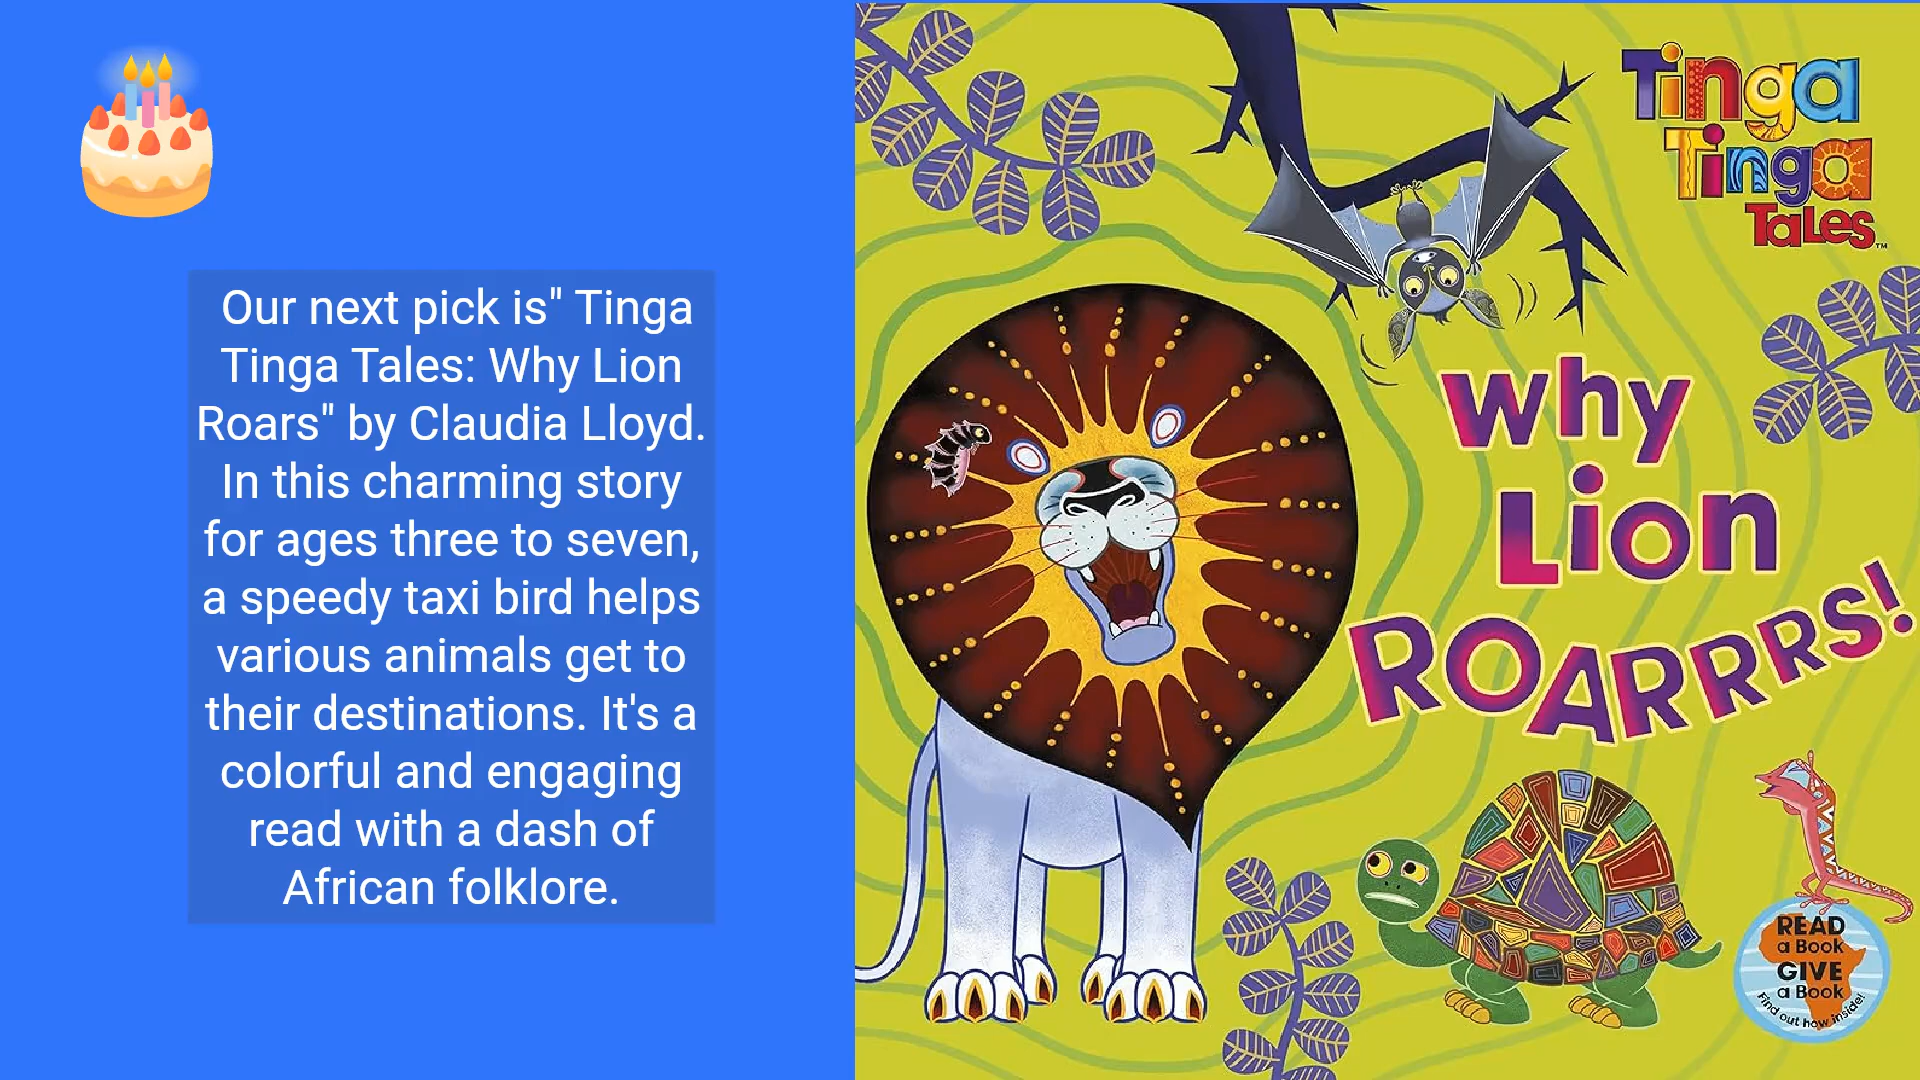 Our next pick is" Tinga
Tinga Tales: Why Lion
Roars" by Claudia Lloyd.
In this charming story
for ages three to seven,
a speedy taxi bird helps
various animals get to
their destinations. It's a
colorful and engaging
read with a dash of
African folklore.
Tinga
Tinga
TaLes™
Why
Lion
ROARRRS!
READ
a Book
GIVE
a Book
Find out how inside!